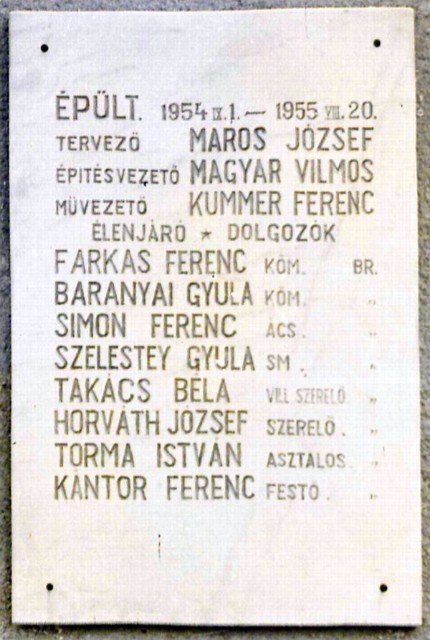 ÉPÜLT. 1954 IX.1. — 1955 VIII.20.
TERVEZŐ MAROS JÓZSEF
ÉPITÉSVEZETŐ MAGYAR VILMOS
MÜVEZETŐ KUMMER FERENC
ÉLENJÁRÓ ★ DOLGOZÓK
FARKAS FERENC KŐM. BR.
BARANYAI GYULA KŐM. „
SIMON FERENC ÁCS. „
SZELESTEY GYULA SM. „
TAKÁCS BÉLA VILL. SZERELŐ. „
HORVÁTH JÓZSEF SZERELŐ. „
TORMA ISTVÁN ASZTALOS. „
KÁNTOR FERENC FESTŐ. „